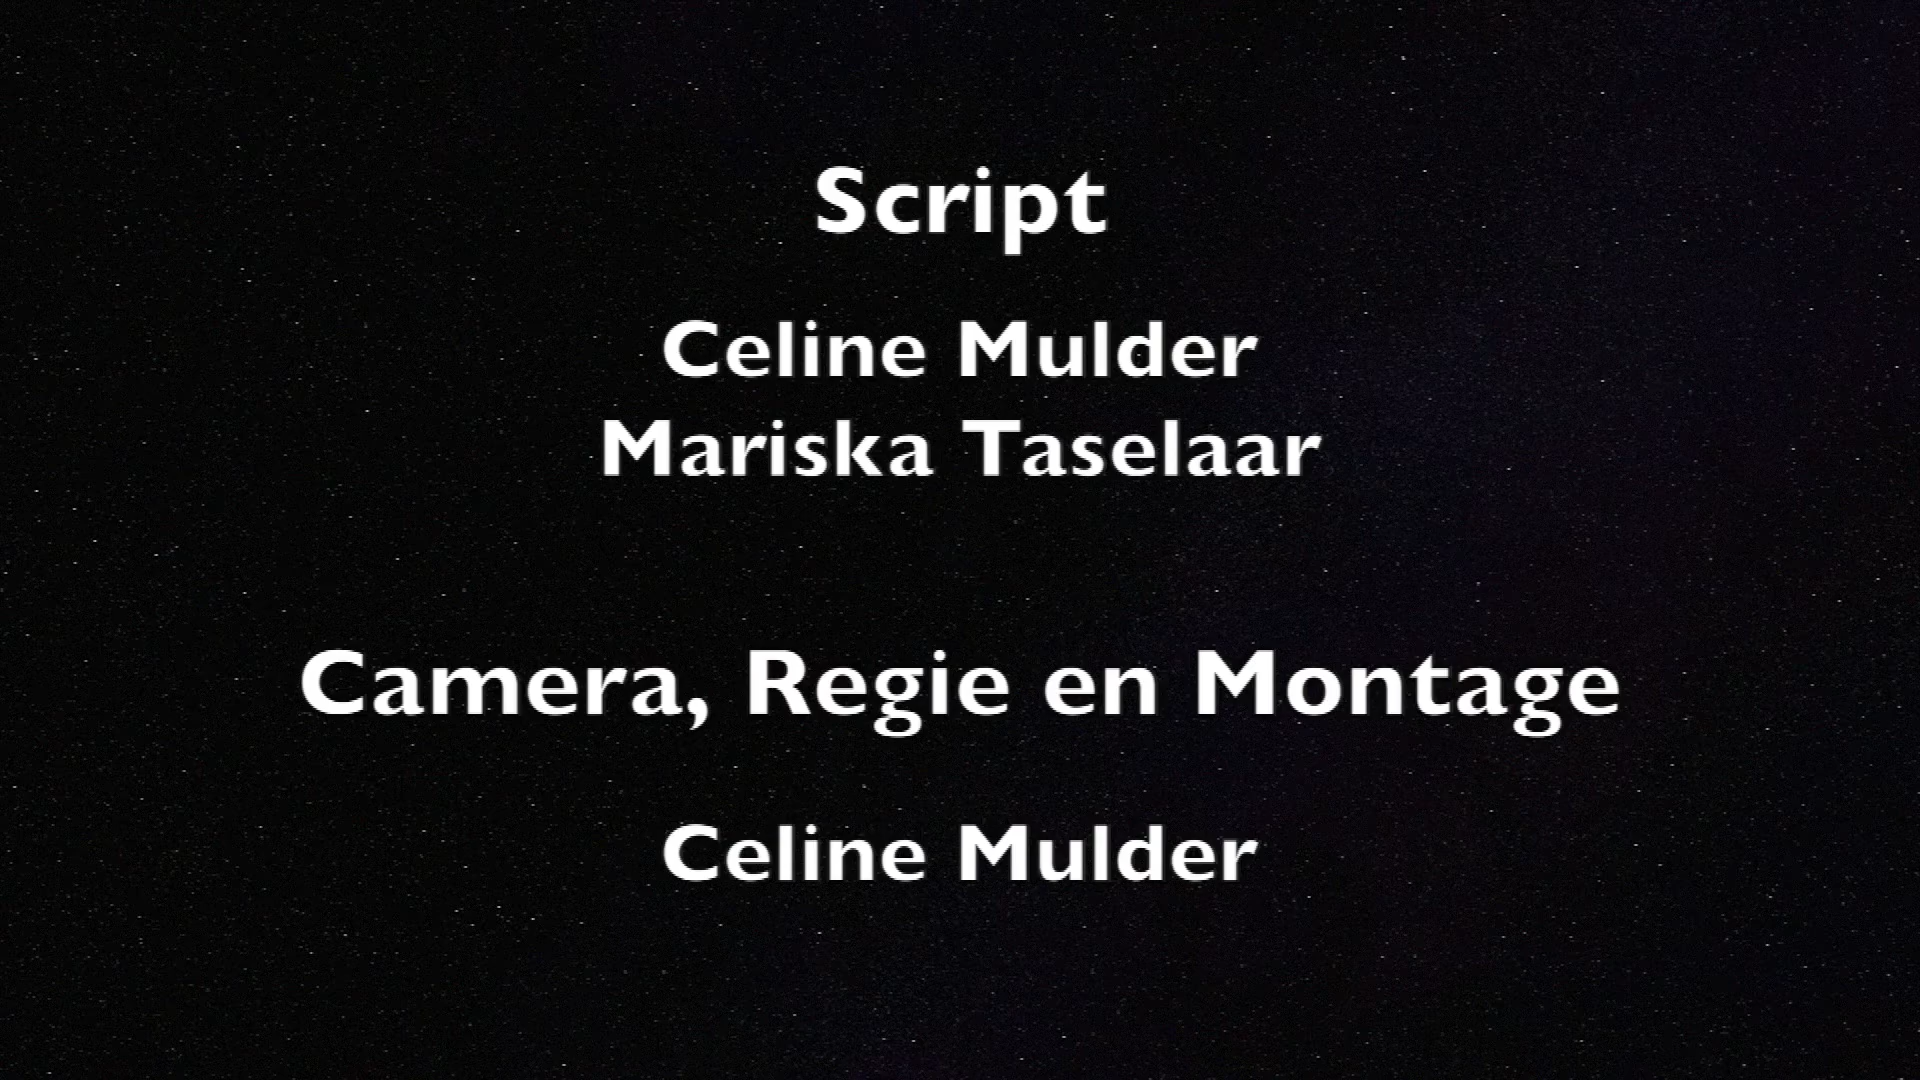 Script
Celine Mulder
Mariska Taselaar
Camera, Regie en Montage
Celine Mulder